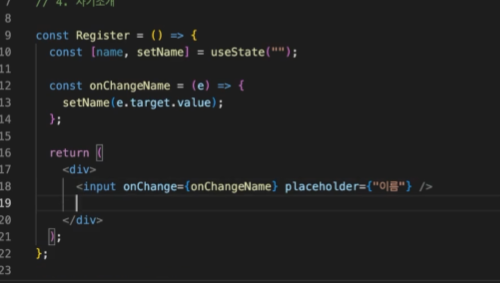 7 // 4. 자기소개
8
9 const Register = () => {
10 const [name, setName] = useState("");
11
12 const onChangeName = (e) => {
13 setName(e.target.value);
14 };
15
16 return (
17 <div>
18 <input onChange={onChangeName} placeholder={"이름"} />
19
20 </div>
21 );
22 };
23